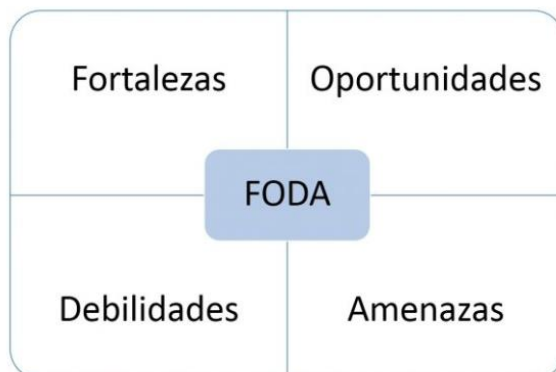 Fortalezas
Oportunidades
FODA
Debilidades
Amenazas